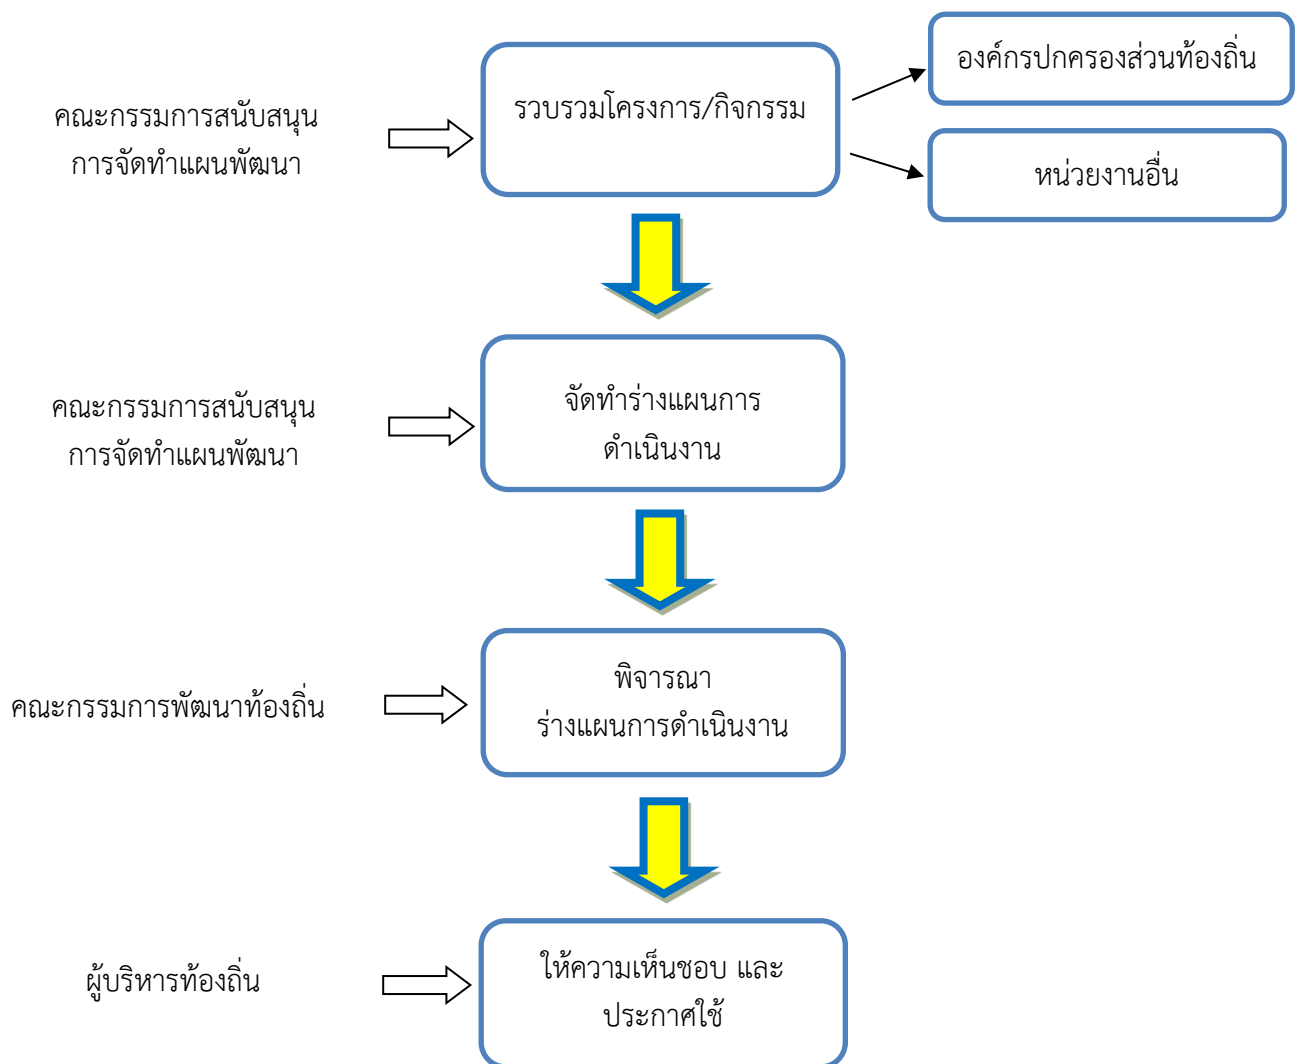 องค์กรปกครองส่วนท้องถิ่น
คณะกรรมการสนับสนุน
การจัดทำแผนพัฒนา
รวบรวมโครงการ/กิจกรรม
หน่วยงานอื่น
คณะกรรมการสนับสนุน
การจัดทำแผนพัฒนา
จัดทำร่างแผนการ
ดำเนินงาน
คณะกรรมการพัฒนาท้องถิ่น
พิจารณา
ร่างแผนการดำเนินงาน
ผู้บริหารท้องถิ่น
ให้ความเห็นชอบ และ
ประกาศใช้